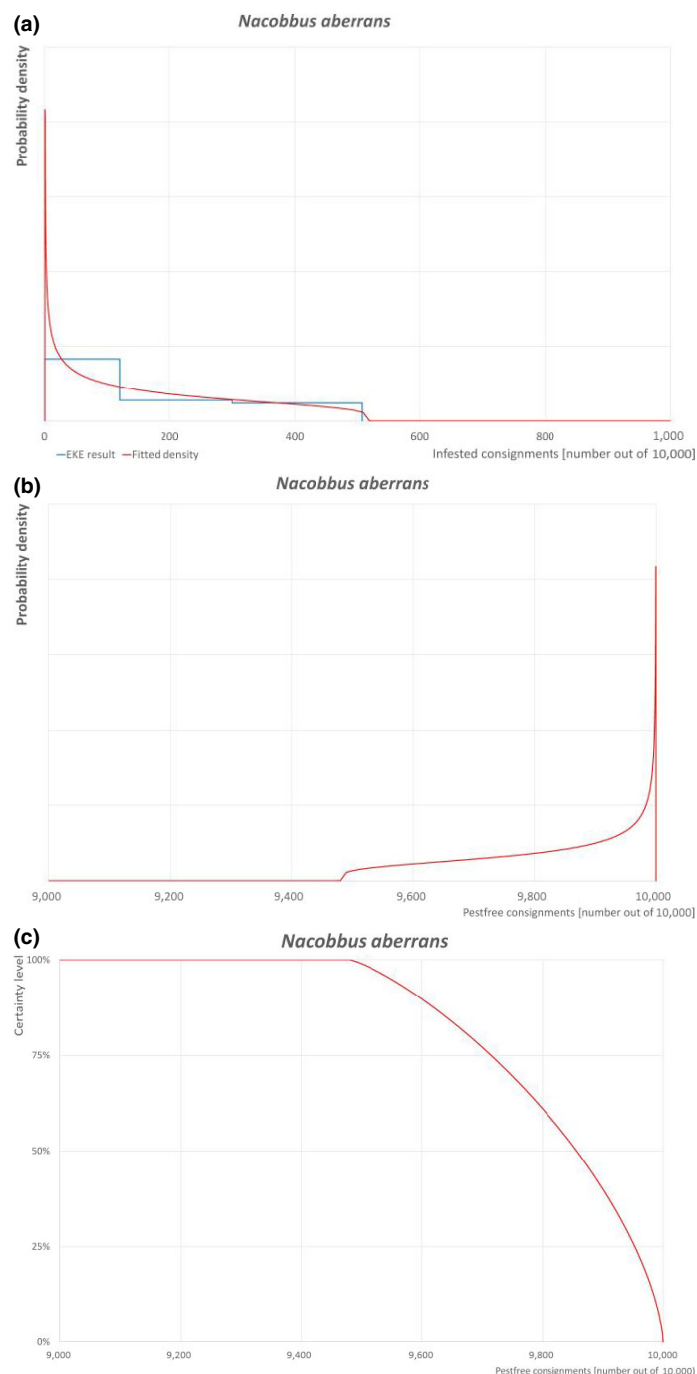 (a)
Nacobbus aberrans
Probability density
0 200 400 600 800 1,000
EKE result Fitted density Infested consignments [number out of 10,000]
(b)
Nacobbus aberrans
Probability density
9,000 9,200 9,400 9,600 9,800 10,000
Pestfree consignments [number out of 10,000]
(c)
Nacobbus aberrans
Certainty level
100%
75%
50%
25%
0%
9,000 9,200 9,400 9,600 9,800 10,000
Pestfree consignments [number out of 10,000]